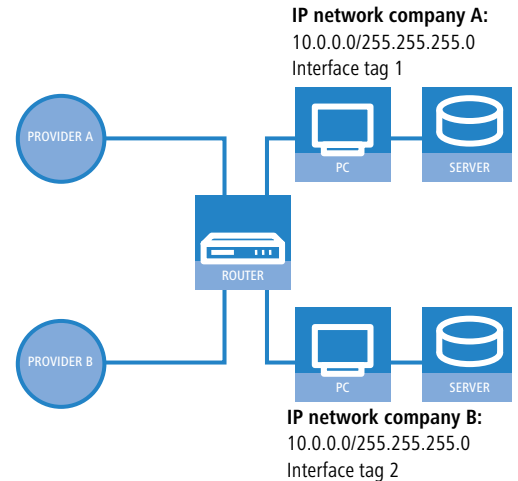 IP network company A:
10.0.0.0/255.255.255.0
Interface tag 1
PROVIDER A
PC
SERVER
ROUTER
PROVIDER B
PC
SERVER
IP network company B:
10.0.0.0/255.255.255.0
Interface tag 2